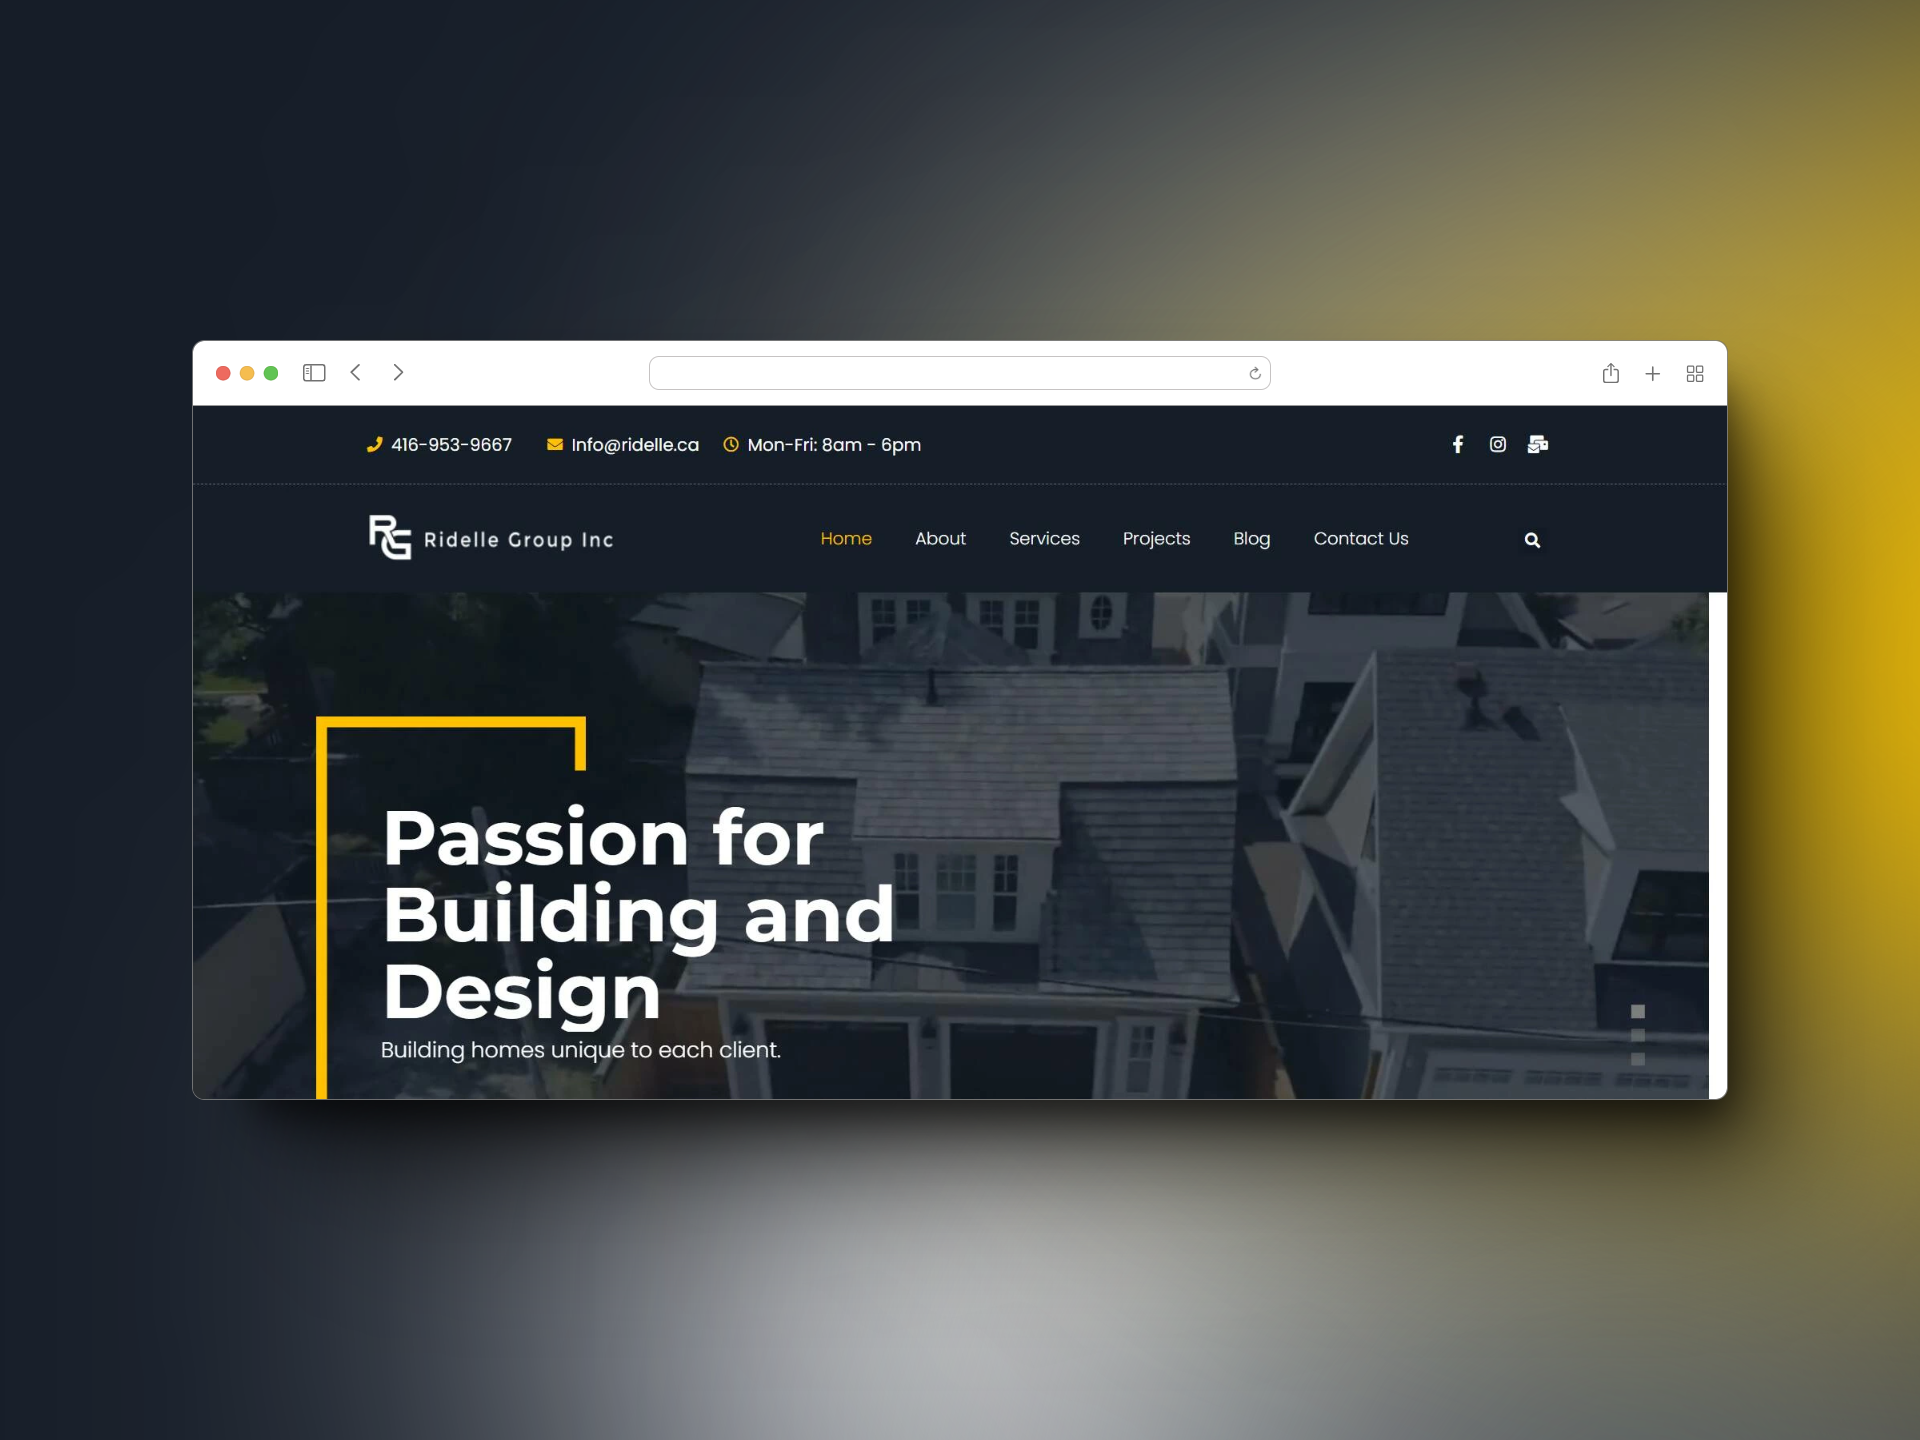 416-953-9667 Info@ridelle.ca Mon-Fri: 8am - 6pm
RG Ridelle Group Inc Home About Services Projects Blog Contact Us
Passion for
Building and
Design
Building homes unique to each client.